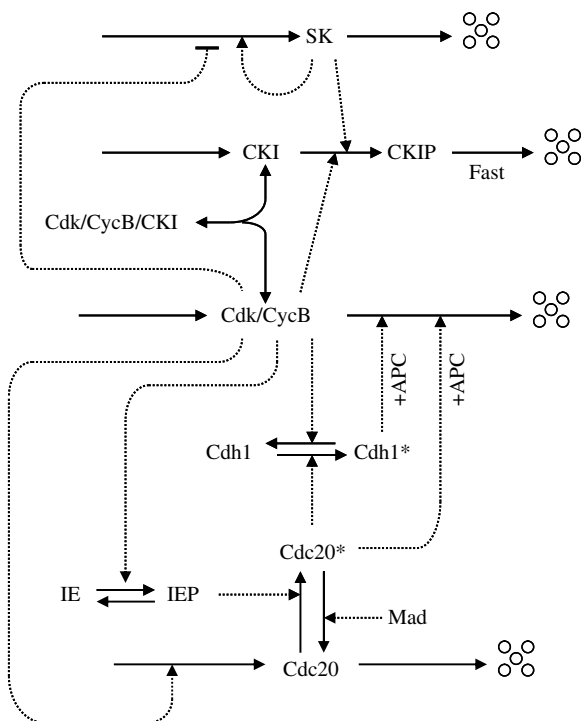 SK
CKI
CKIP
Fast
Cdk/CycB/CKI
Cdk/CycB
+APC
+APC
Cdh1
Cdh1*
Cdc20*
IE
IEP
Mad
Cdc20